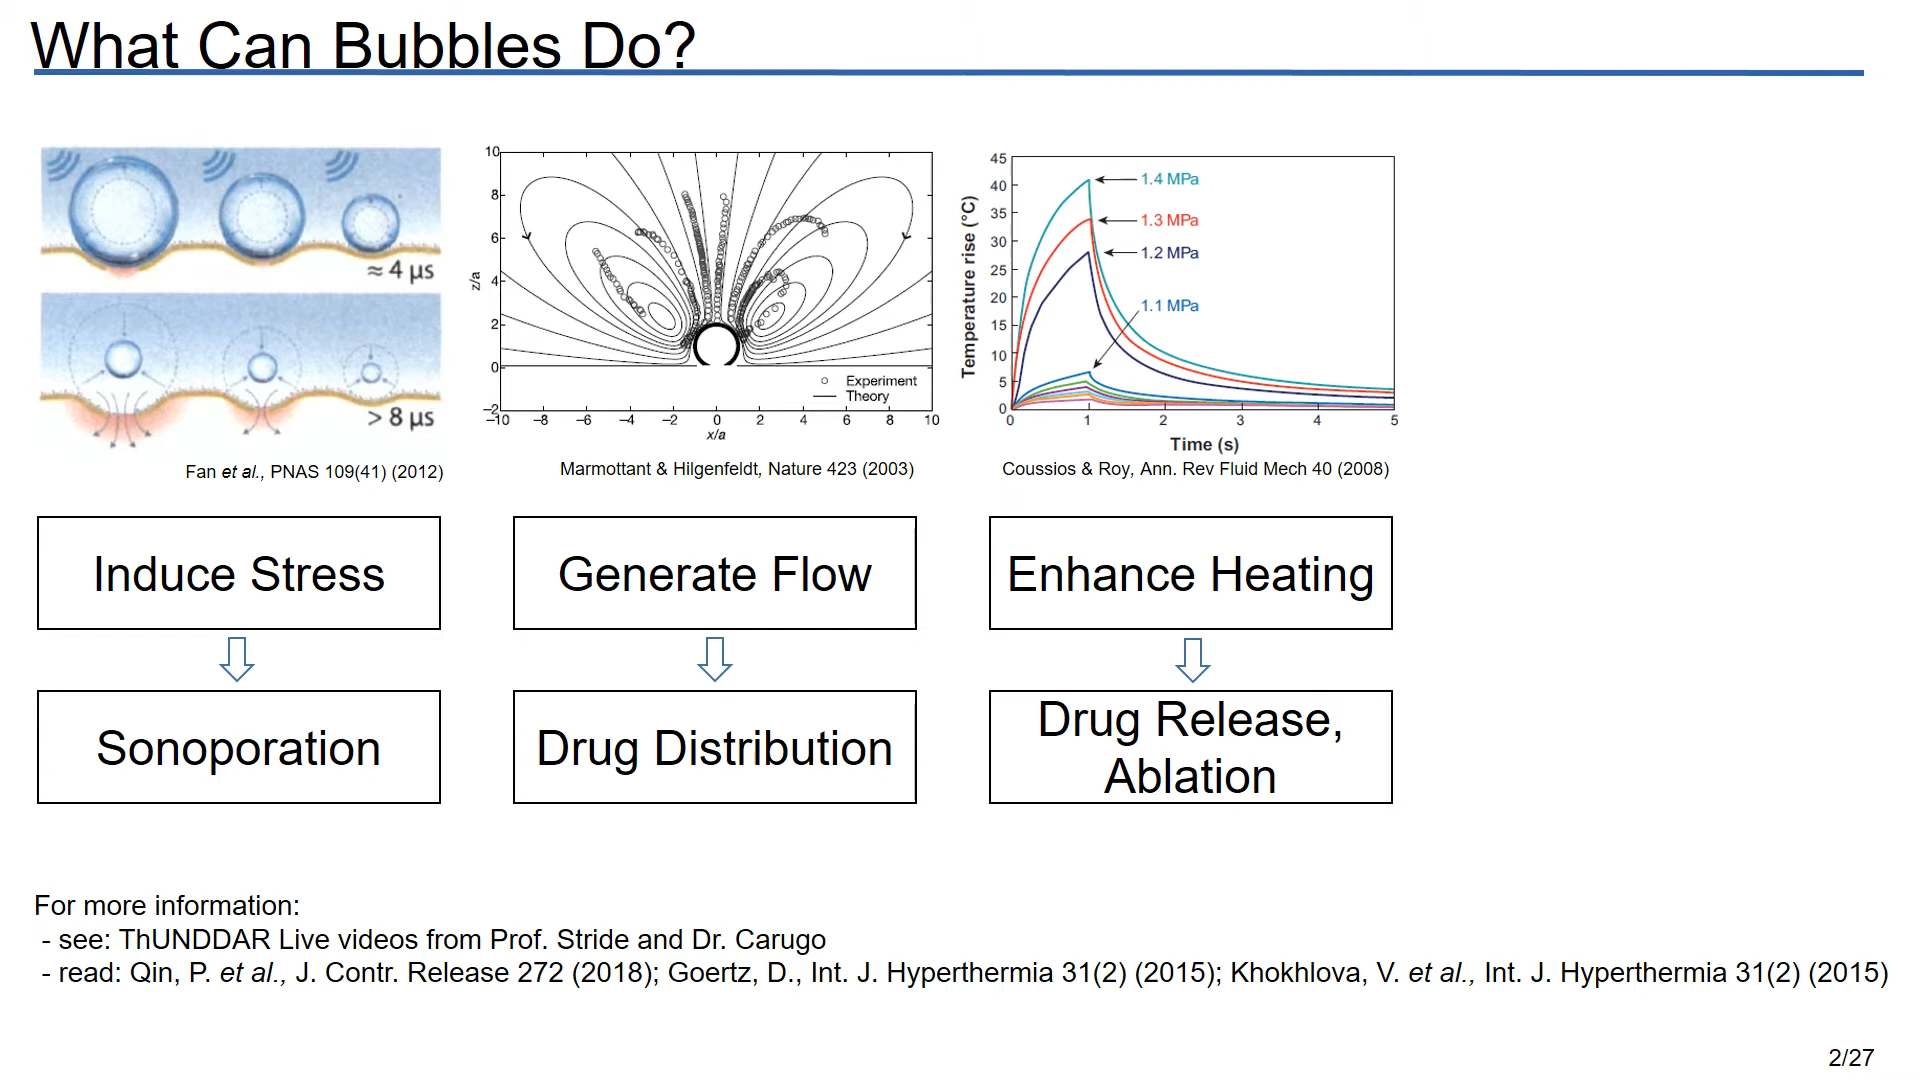 What Can Bubbles Do?
≈ 4 µs
> 8 µs
Fan et al., PNAS 109(41) (2012)
10
8
6
4
2
0
−2
z/a
−10 −8 −6 −4 −2 0 2 4 6 8 10
x/a
Experiment
Theory
Marmottant & Hilgenfeldt, Nature 423 (2003)
45
40
35
30
25
20
15
10
5
0
Temperature rise (°C)
1.4 MPa
1.3 MPa
1.2 MPa
1.1 MPa
0 1 2 3 4 5
Time (s)
Coussios & Roy, Ann. Rev Fluid Mech 40 (2008)
Induce Stress
Generate Flow
Enhance Heating
Sonoporation
Drug Distribution
Drug Release,
Ablation
For more information:
- see: ThUNDDAR Live videos from Prof. Stride and Dr. Carugo
- read: Qin, P. et al., J. Contr. Release 272 (2018); Goertz, D., Int. J. Hyperthermia 31(2) (2015); Khokhlova, V. et al., Int. J. Hyperthermia 31(2) (2015)
2/27